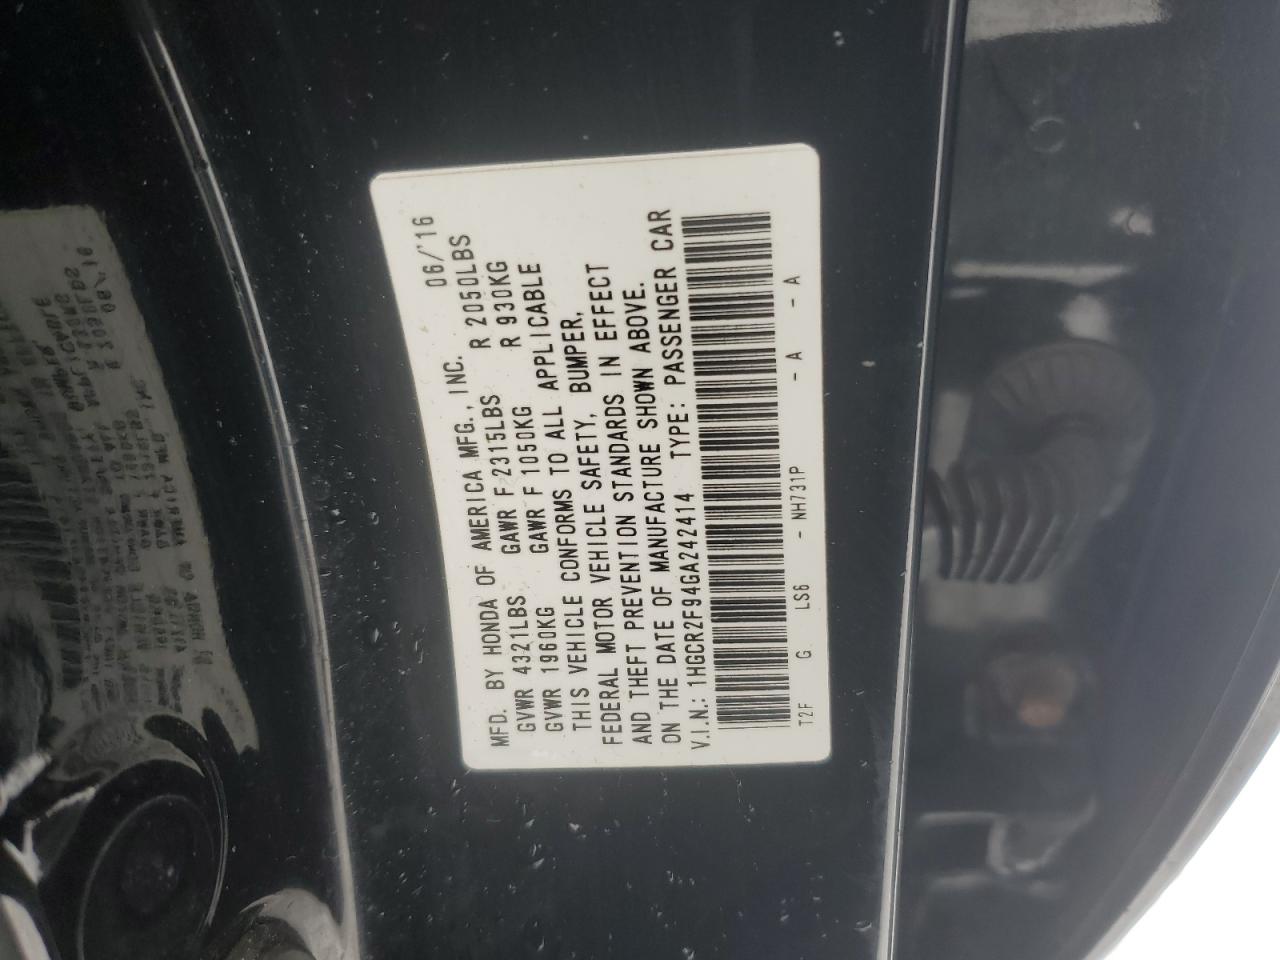 MFD. BY HONDA OF AMERICA MFG., INC. 06/'16
GVWR 4321LBS GAWR F 2315LBS R 2050LBS
GVWR 1960KG GAWR F 1050KG R 930KG
THIS VEHICLE CONFORMS TO ALL APPLICABLE
FEDERAL MOTOR VEHICLE SAFETY, BUMPER,
AND THEFT PREVENTION STANDARDS IN EFFECT
ON THE DATE OF MANUFACTURE SHOWN ABOVE.
V.I.N.: 1HGCR2F94GA242414 TYPE: PASSENGER CAR
T2F G LS6 - NH731P - A - A